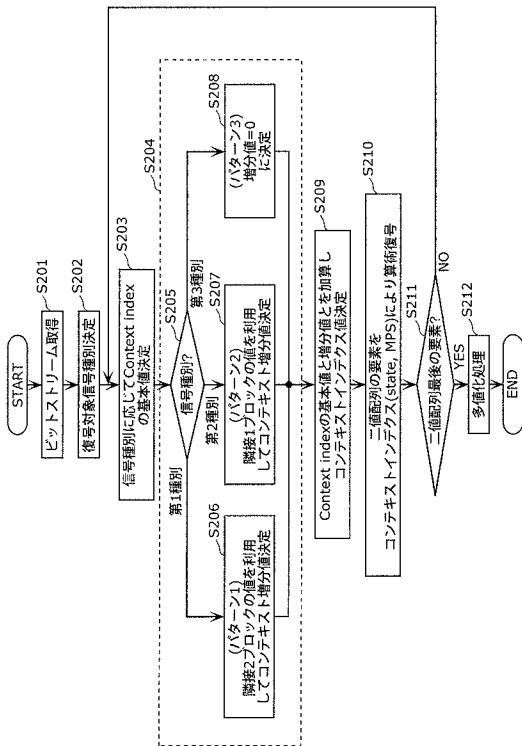 START
S201
ビットストリーム取得
S202
復号対象信号種別決定
S203
信号種別に応じてContext index
の基本値決定
S204
S205
信号種別?
第1種別
第2種別
第3種別
S206
(パターン1)
隣接2ブロックの値を利用
してコンテキスト増分値決定
S207
(パターン2)
隣接1ブロックの値を利用
してコンテキスト増分値決定
S208
(パターン3)
増分値=0
に決定
S209
Context indexの基本値と増分値とを加算し
コンテキストインデクス値決定
S210
二値配列の要素を
コンテキストインデクス(state, MPS)により算術復号
S211
二値配列最後の要素?
NO
YES
S212
多値化処理
END